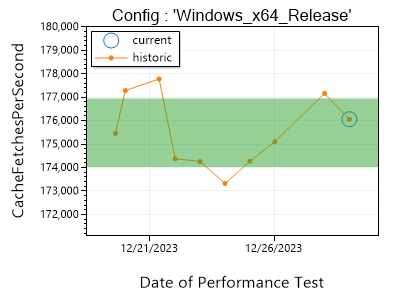 Config : 'Windows_x64_Release'
180,000
179,000
178,000
177,000
176,000
175,000
174,000
173,000
172,000
CacheFetchesPerSecond
current
historic
12/21/2023
12/26/2023
Date of Performance Test